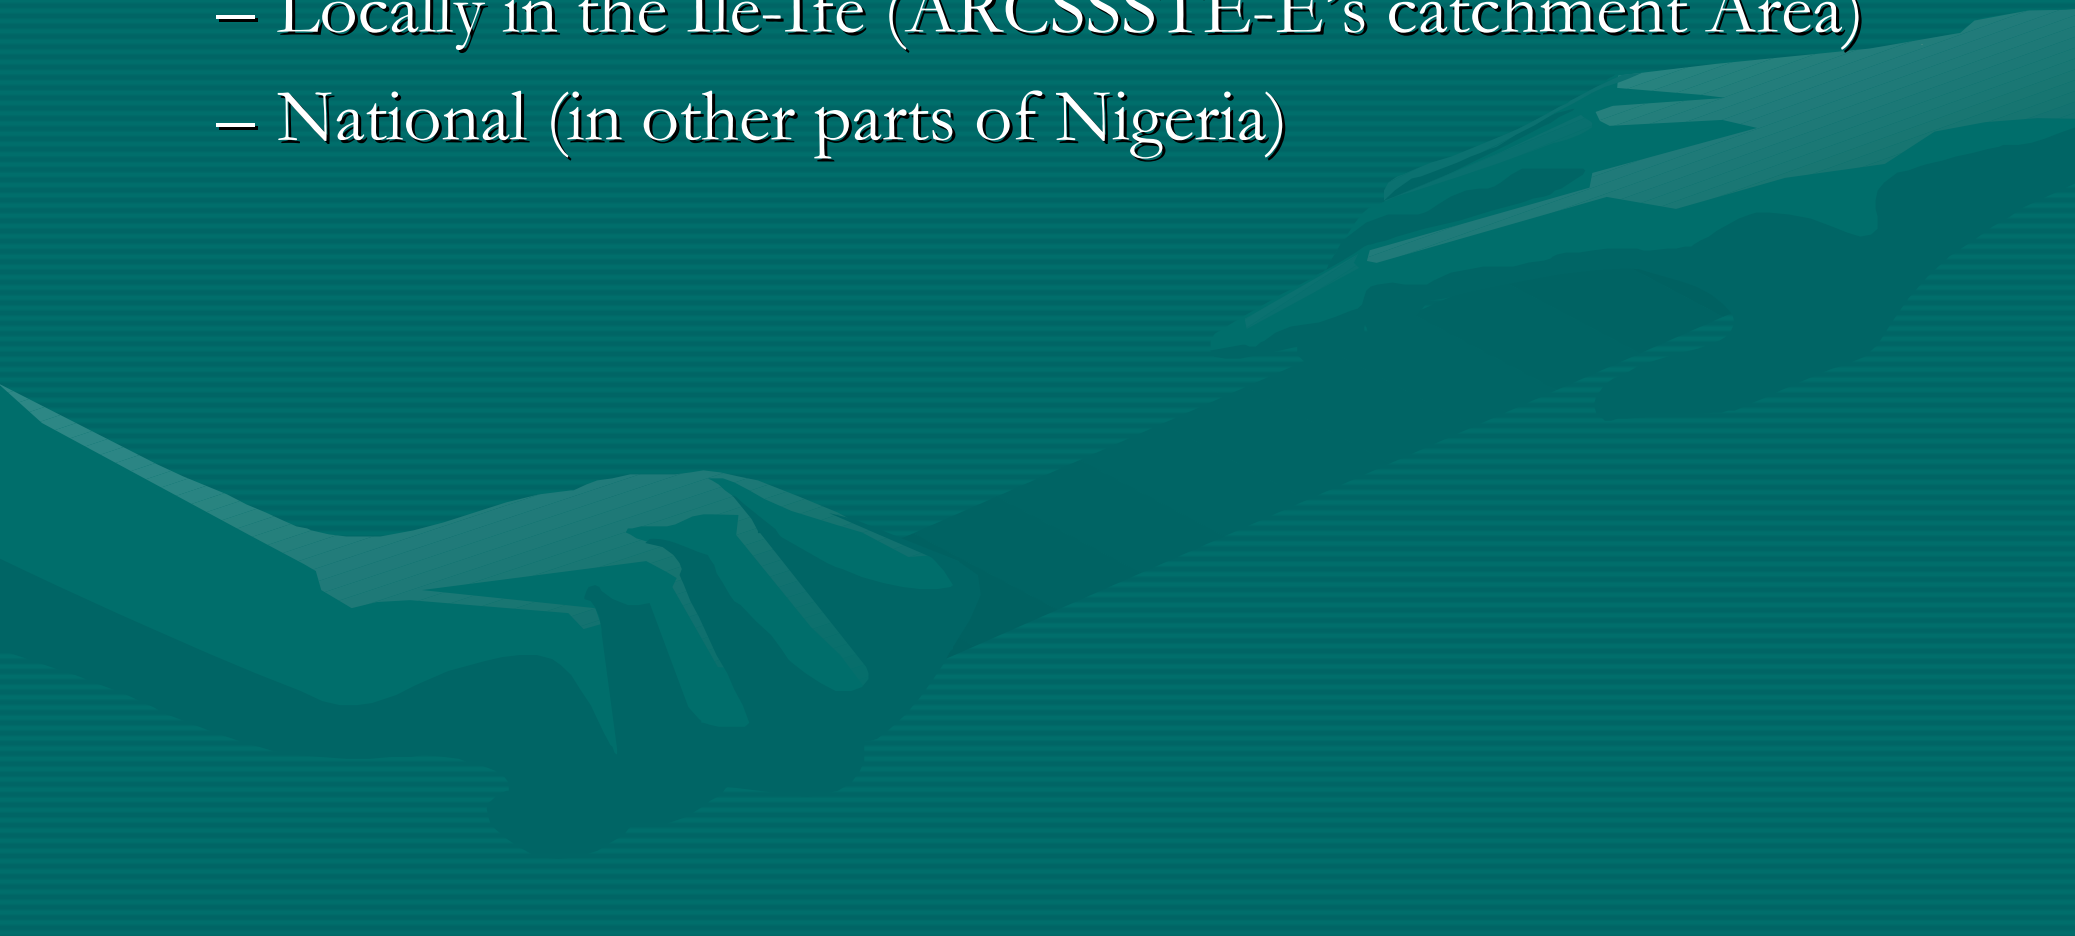 – Locally in the Ile-Ife (ARCSSSTE-E’s catchment Area)
– National (in other parts of Nigeria)